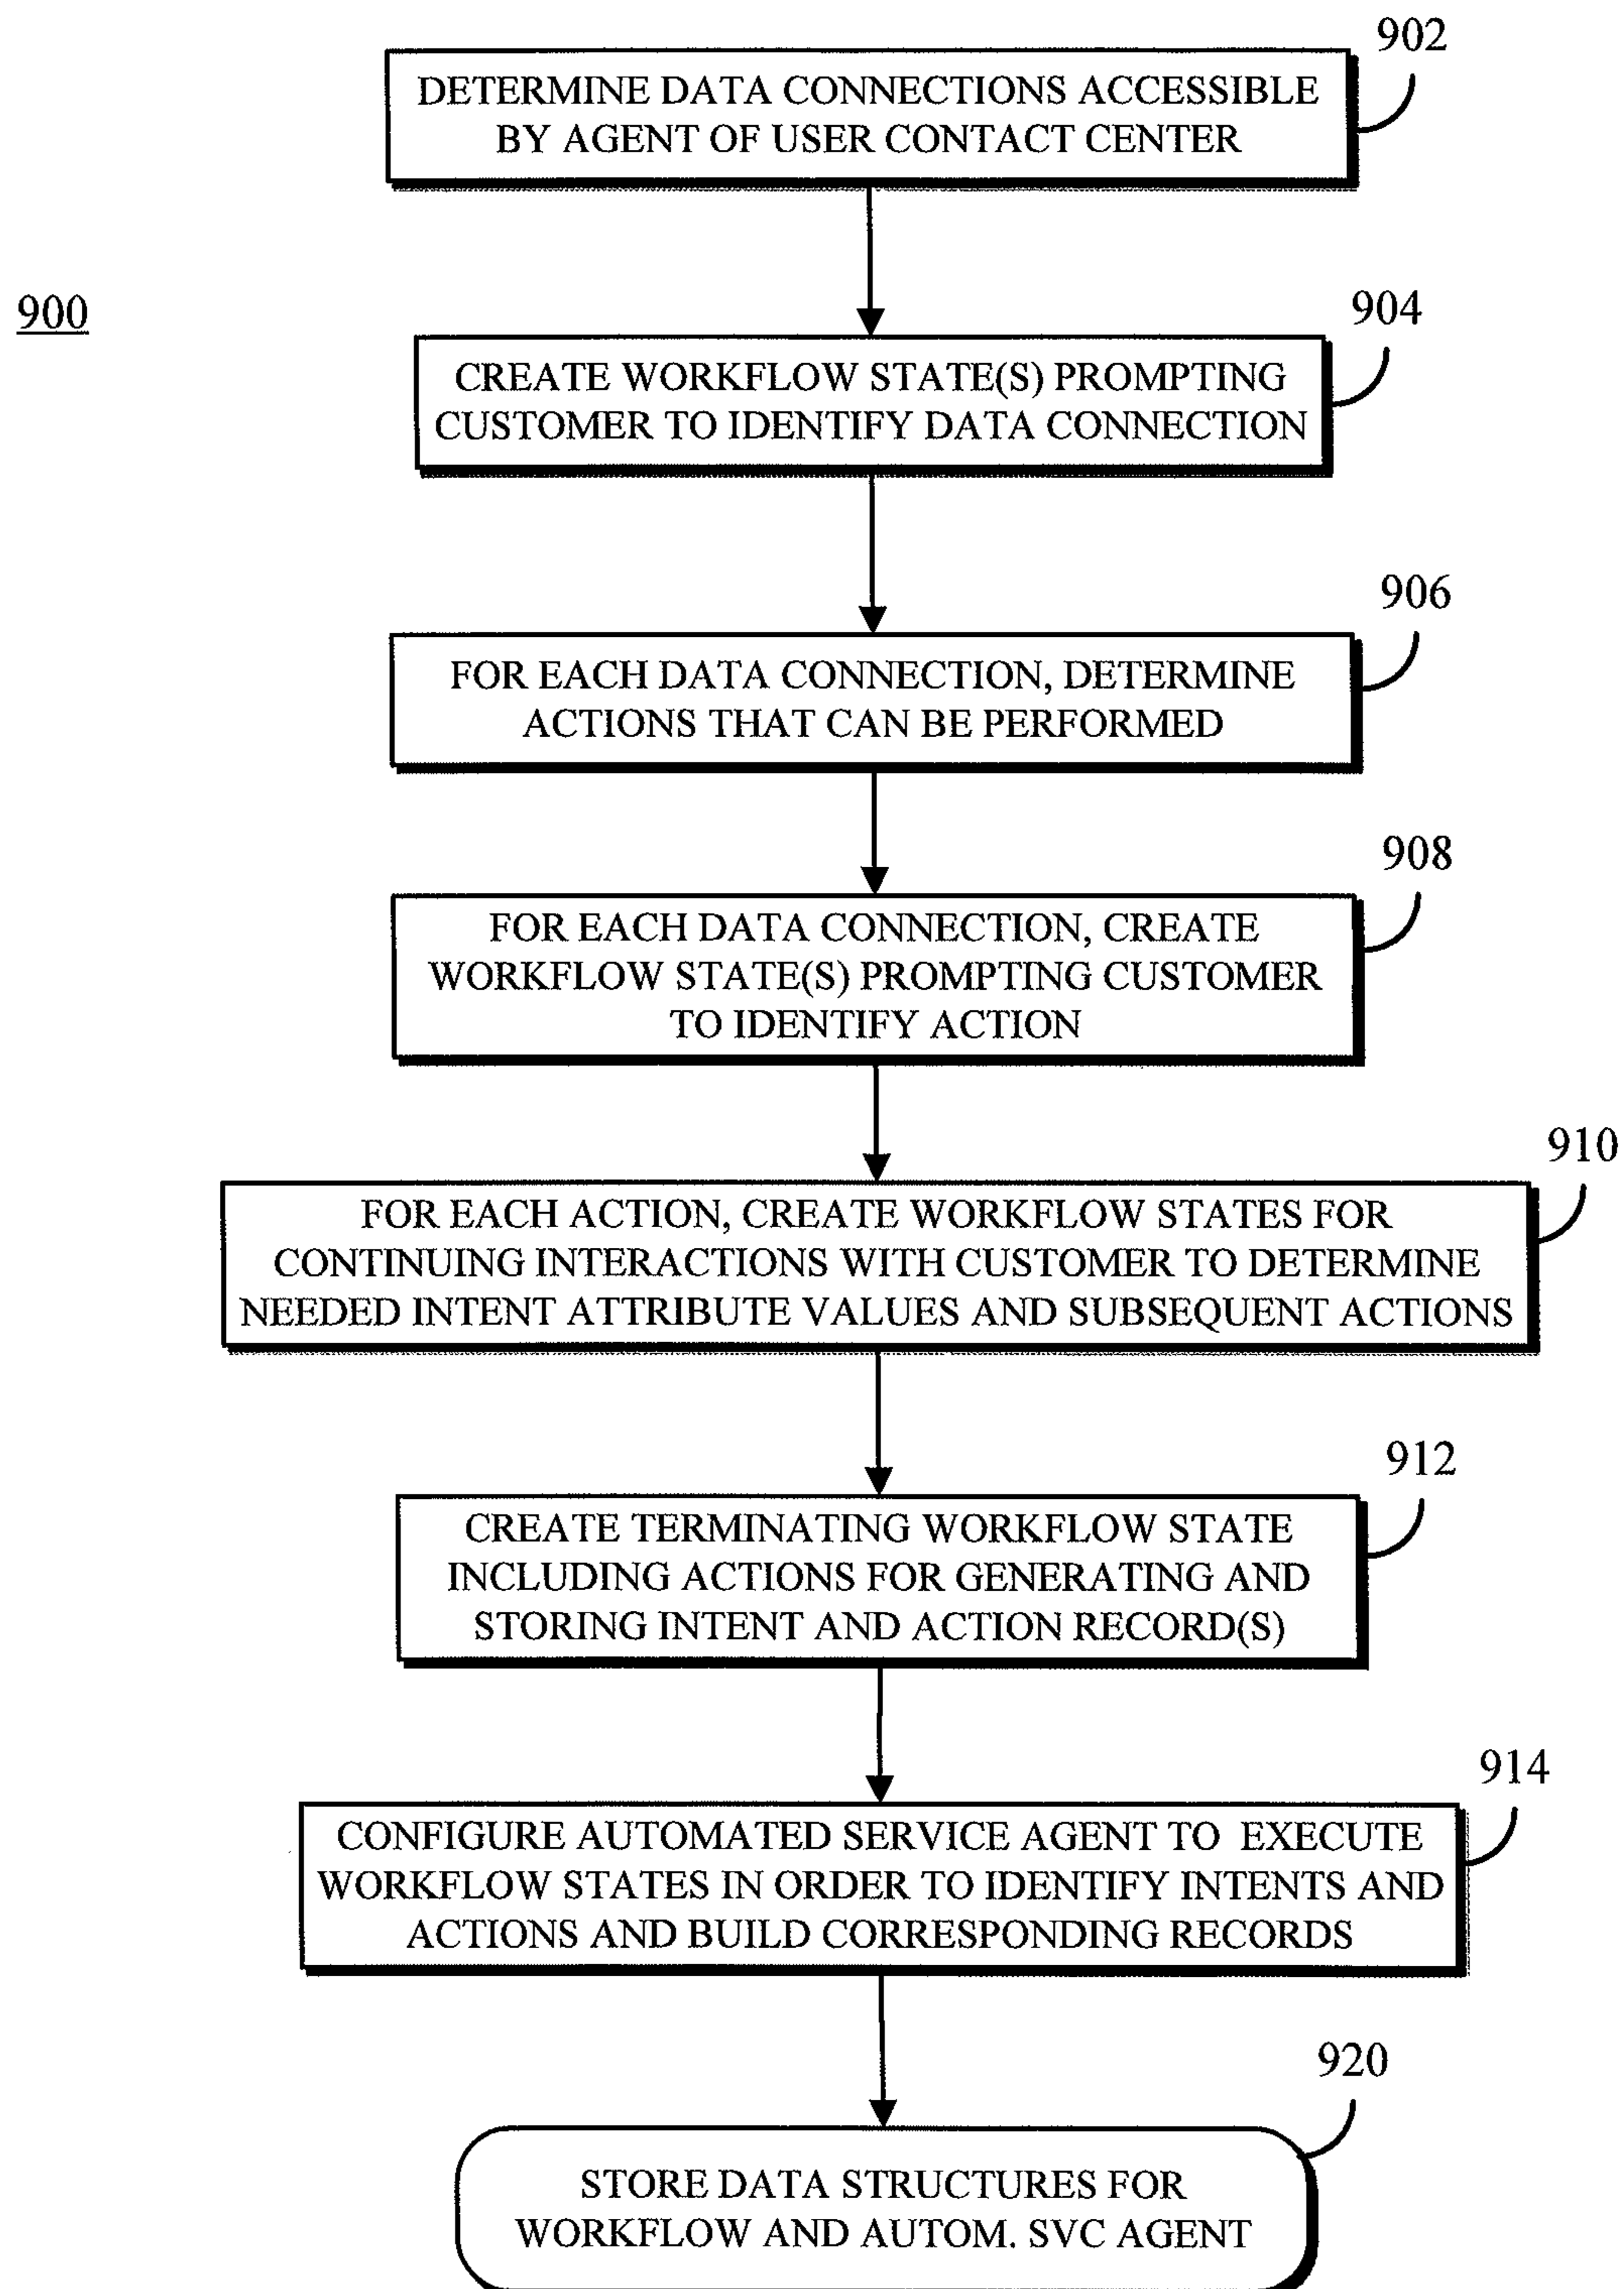 902
DETERMINE DATA CONNECTIONS ACCESSIBLE
BY AGENT OF USER CONTACT CENTER
900
904
CREATE WORKFLOW STATE(S) PROMPTING
CUSTOMER TO IDENTIFY DATA CONNECTION
906
FOR EACH DATA CONNECTION, DETERMINE
ACTIONS THAT CAN BE PERFORMED
908
FOR EACH DATA CONNECTION, CREATE
WORKFLOW STATE(S) PROMPTING CUSTOMER
TO IDENTIFY ACTION
910
FOR EACH ACTION, CREATE WORKFLOW STATES FOR
CONTINUING INTERACTIONS WITH CUSTOMER TO DETERMINE
NEEDED INTENT ATTRIBUTE VALUES AND SUBSEQUENT ACTIONS
912
CREATE TERMINATING WORKFLOW STATE
INCLUDING ACTIONS FOR GENERATING AND
STORING INTENT AND ACTION RECORD(S)
914
CONFIGURE AUTOMATED SERVICE AGENT TO EXECUTE
WORKFLOW STATES IN ORDER TO IDENTIFY INTENTS AND
ACTIONS AND BUILD CORRESPONDING RECORDS
920
STORE DATA STRUCTURES FOR
WORKFLOW AND AUTOM. SVC AGENT